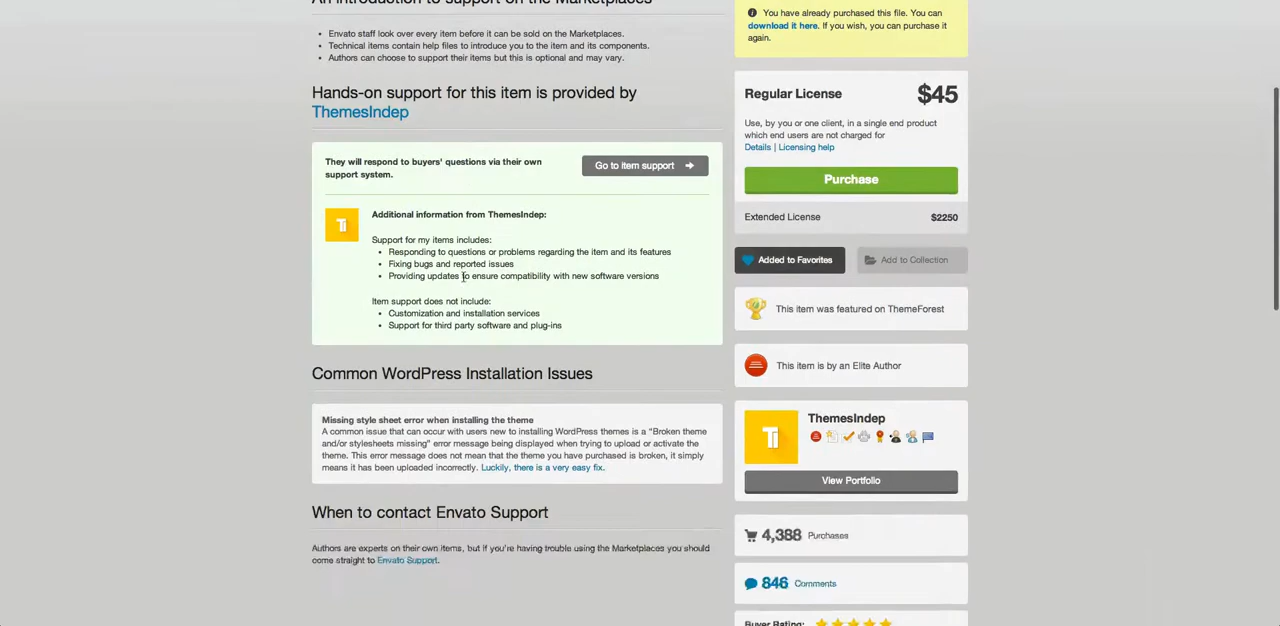 An introduction to support on the Marketplaces
Envato staff look over every item before it can be sold on the Marketplaces.
Technical items contain help files to introduce you to the item and its components.
Authors can choose to support their items but this is optional and may vary.
Hands-on support for this item is provided by
ThemesIndep
They will respond to buyers' questions via their own
support system.
Go to item support
Ti
Additional information from ThemesIndep:
Support for my items includes:
Responding to questions or problems regarding the item and its features
Fixing bugs and reported issues
Providing updates to ensure compatibility with new software versions
Item support does not include:
Customization and installation services
Support for third party software and plug-ins
Common WordPress Installation Issues
Missing style sheet error when installing the theme
A common issue that can occur with users new to installing WordPress themes is a “Broken theme
and/or stylesheets missing” error message being displayed when trying to upload or activate the
theme. This error message does not mean that the theme you have purchased is broken, it simply
means it has been uploaded incorrectly. Luckily, there is a very easy fix.
When to contact Envato Support
Authors are experts on their own items, but if you're having trouble using the Marketplaces you should
come straight to Envato Support.
You have already purchased this file. You can
download it here. If you wish, you can purchase it
again.
Regular License $45
Use, by you or one client, in a single end product
which end users are not charged for
Details | Licensing help
Purchase
Extended License $2250
Added to Favorites
Add to Collection
This item was featured on ThemeForest
This item is by an Elite Author
Ti
ThemesIndep
View Portfolio
4,388 Purchases
846 Comments
Buyer Rating: